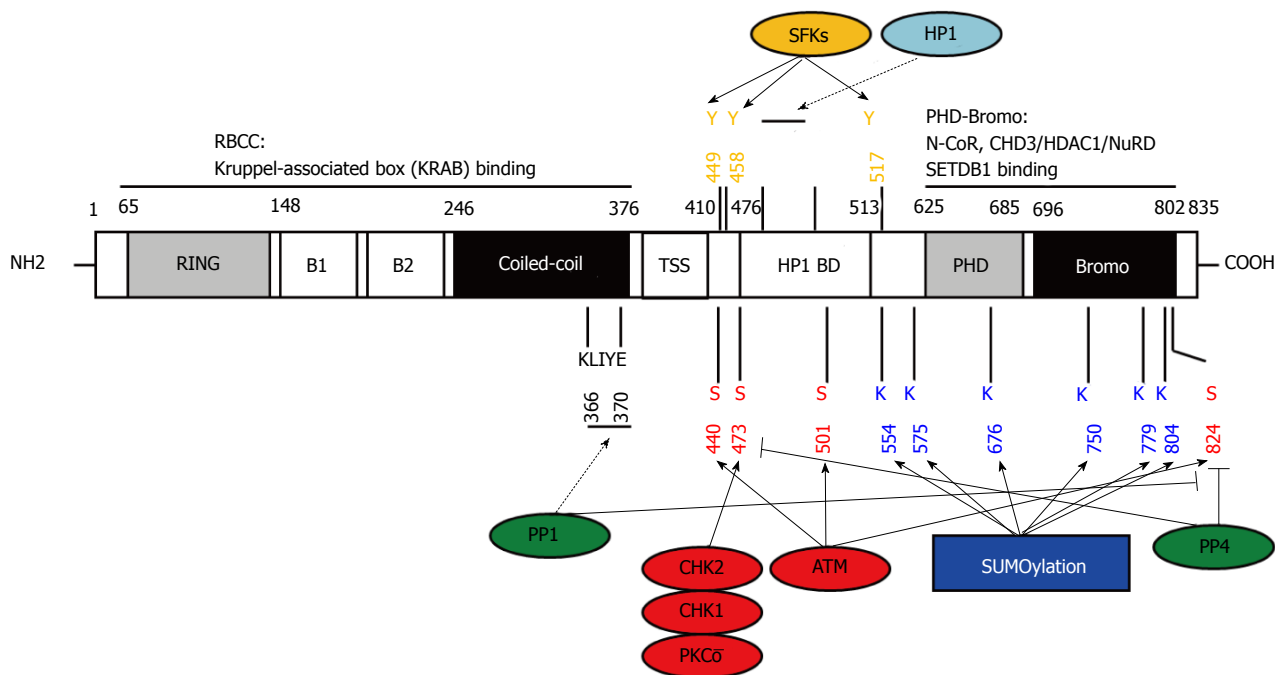 SFKs HP1
Y Y Y
449 458 517
RBCC:
Kruppel-associated box (KRAB) binding
PHD-Bromo:
N-CoR, CHD3/HDAC1/NuRD
SETDB1 binding
1 65 148 246 376 410 476 513 625 685 696 802 835
NH2 RING B1 B2 Coiled-coil TSS HP1 BD PHD Bromo COOH
KLIYE
366 370
S S S K K K K K K S
440 473 501 554 575 676 750 779 804 824
PP1 PP4
CHK2 ATM SUMOylation
CHK1
PKCσ